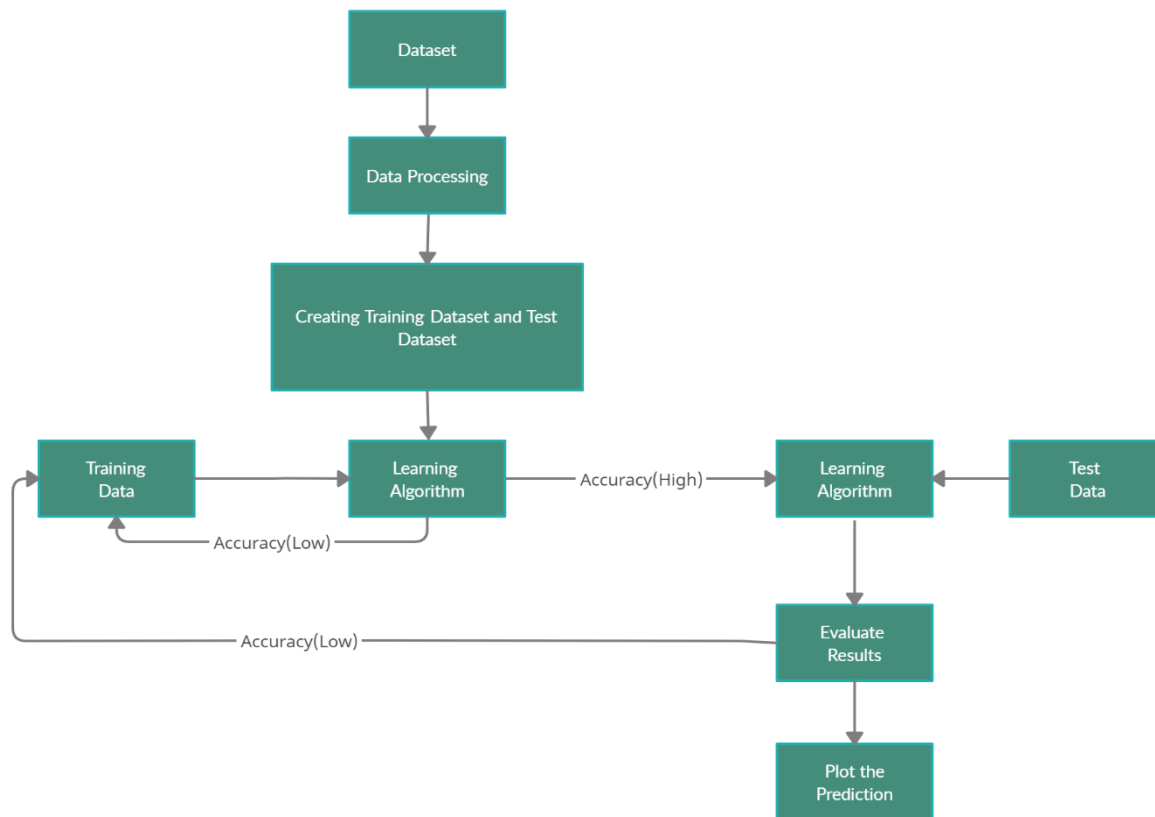 Dataset
Data Processing
Creating Training Dataset and Test
Dataset
Training
Data
Learning
Algorithm
Accuracy(High)
Learning
Algorithm
Test
Data
Accuracy(Low)
Accuracy(Low)
Evaluate
Results
Plot the
Prediction